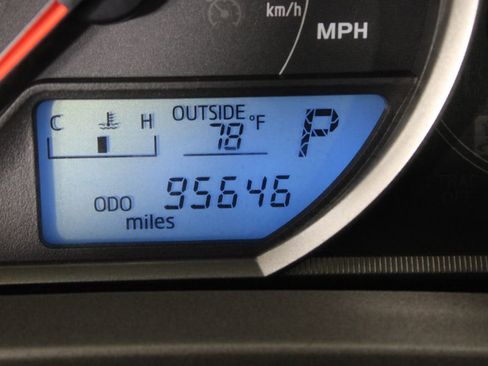 km/h
MPH
C H OUTSIDE
78 °F
P
ODO 95646
miles